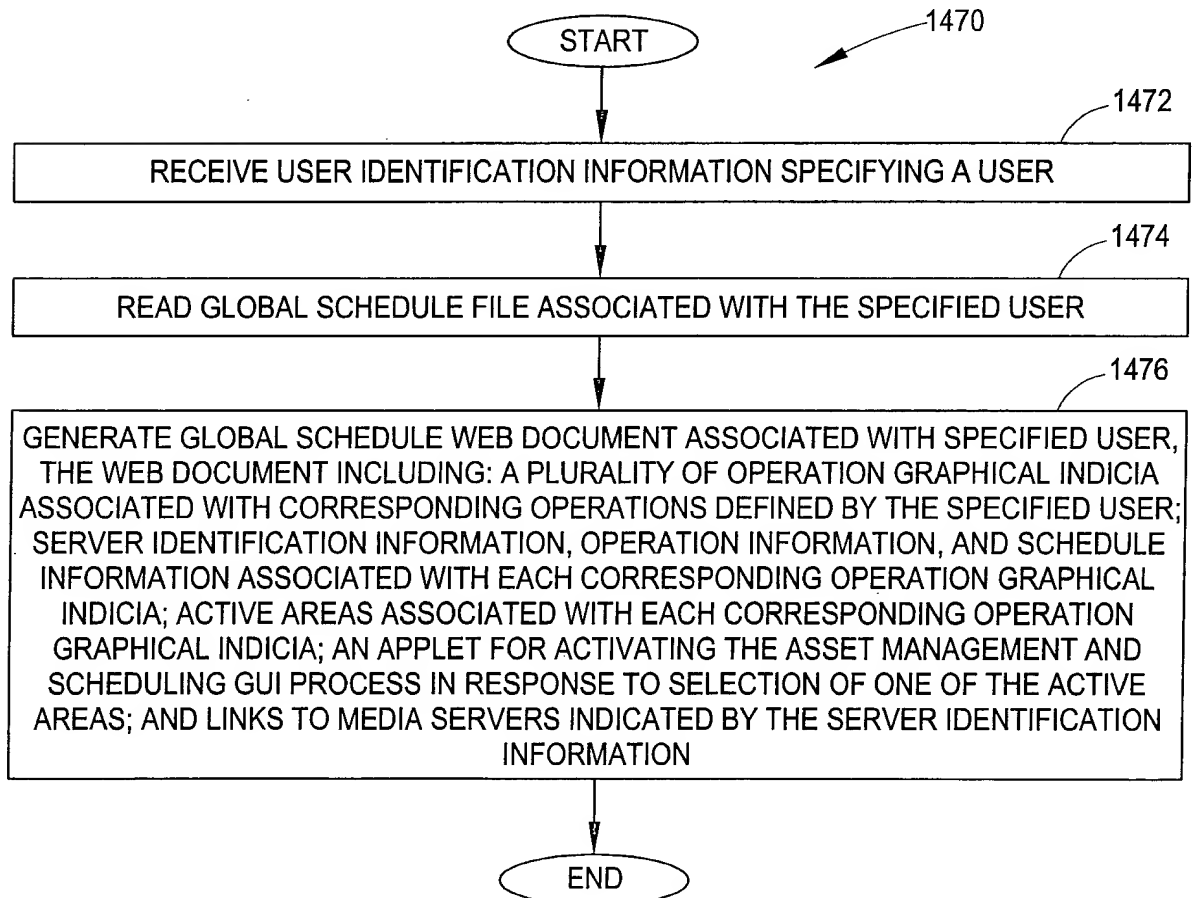 START
1470
1472
RECEIVE USER IDENTIFICATION INFORMATION SPECIFYING A USER
1474
READ GLOBAL SCHEDULE FILE ASSOCIATED WITH THE SPECIFIED USER
1476
GENERATE GLOBAL SCHEDULE WEB DOCUMENT ASSOCIATED WITH SPECIFIED USER,
THE WEB DOCUMENT INCLUDING: A PLURALITY OF OPERATION GRAPHICAL INDICIA
ASSOCIATED WITH CORRESPONDING OPERATIONS DEFINED BY THE SPECIFIED USER;
SERVER IDENTIFICATION INFORMATION, OPERATION INFORMATION, AND SCHEDULE
INFORMATION ASSOCIATED WITH EACH CORRESPONDING OPERATION GRAPHICAL
INDICIA; ACTIVE AREAS ASSOCIATED WITH EACH CORRESPONDING OPERATION
GRAPHICAL INDICIA; AN APPLET FOR ACTIVATING THE ASSET MANAGEMENT AND
SCHEDULING GUI PROCESS IN RESPONSE TO SELECTION OF ONE OF THE ACTIVE
AREAS; AND LINKS TO MEDIA SERVERS INDICATED BY THE SERVER IDENTIFICATION
INFORMATION
END